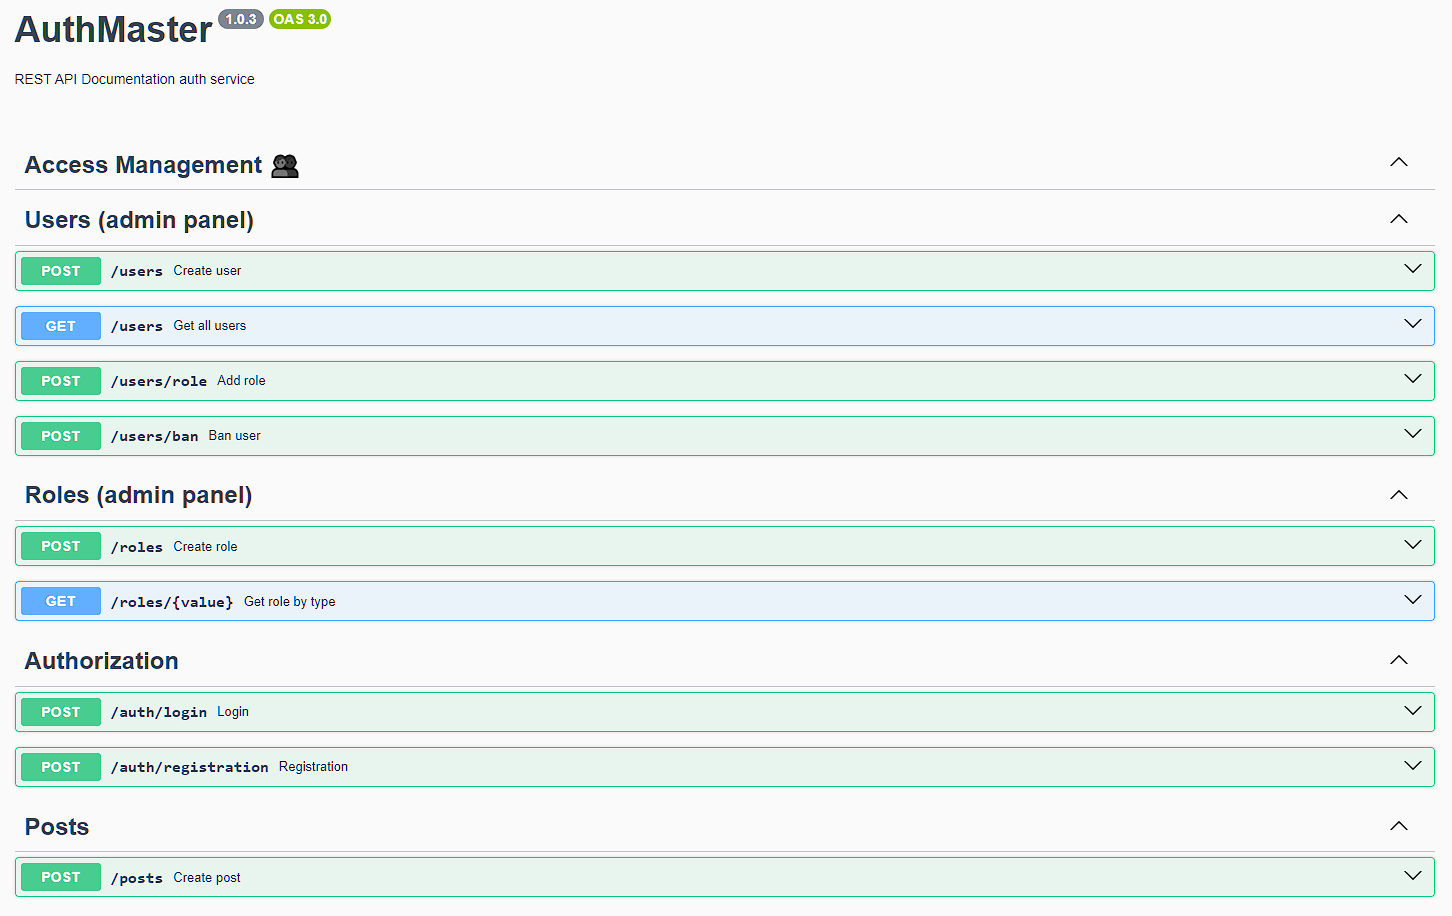 AuthMaster 1.0.3 OAS 3.0
REST API Documentation auth service
Access Management
Users (admin panel)
POST /users Create user
GET /users Get all users
POST /users/role Add role
POST /users/ban Ban user
Roles (admin panel)
POST /roles Create role
GET /roles/{value} Get role by type
Authorization
POST /auth/login Login
POST /auth/registration Registration
Posts
POST /posts Create post